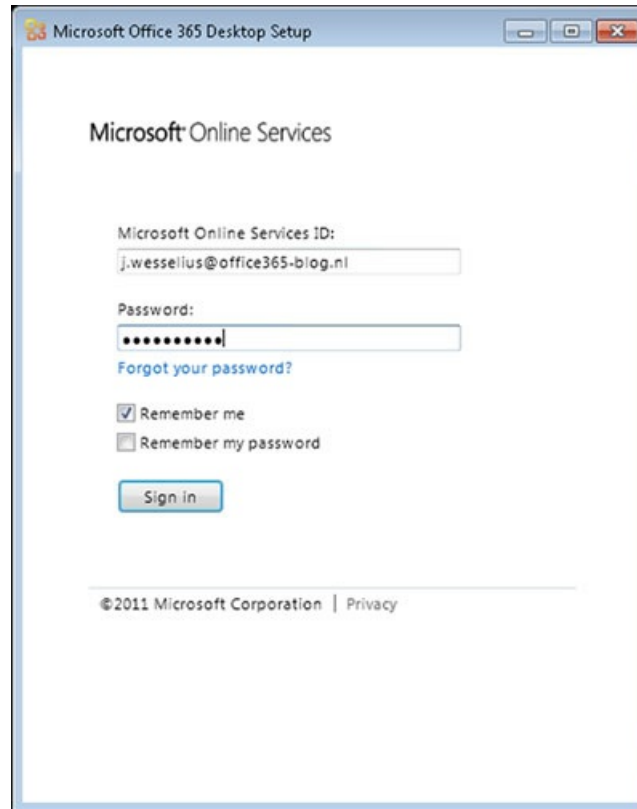 Microsoft Office 365 Desktop Setup
Microsoft® Online Services
Microsoft Online Services ID:
j.wesselius@office365-blog.nl
Password:
••••••••••
Forgot your password?
Remember me
Remember my password
Sign in
©2011 Microsoft Corporation | Privacy